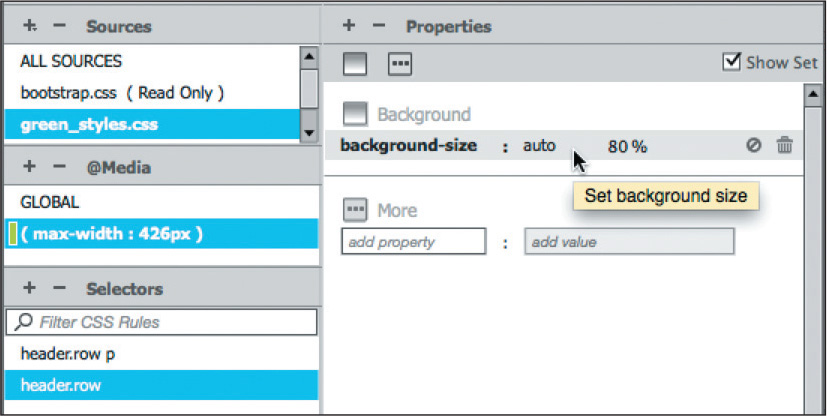 + − Sources
ALL SOURCES
bootstrap.css ( Read Only )
green_styles.css
+ − @Media
GLOBAL
( max-width : 426px )
+ − Selectors
Filter CSS Rules
header.row p
header.row
+ − Properties
Show Set
Background
background-size : auto 80 %
Set background size
More
add property : add value